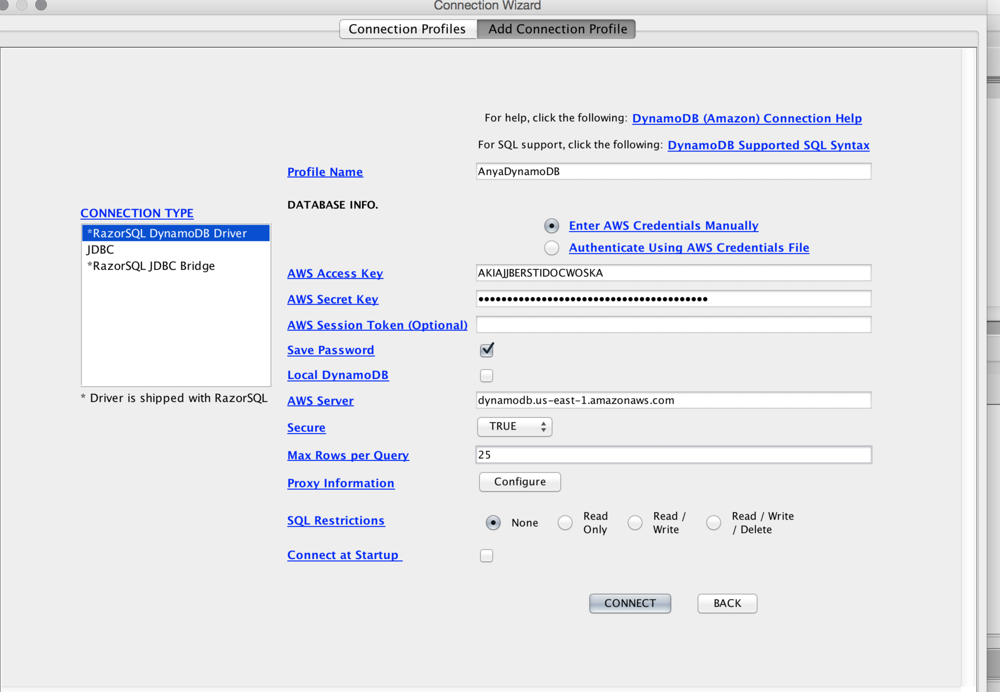 Connection Wizard
Connection Profiles
Add Connection Profile
For help, click the following: DynamoDB (Amazon) Connection Help
For SQL support, click the following: DynamoDB Supported SQL Syntax
Profile Name
AnyaDynamoDB
DATABASE INFO.
CONNECTION TYPE
*RazorSQL DynamoDB Driver
JDBC
*RazorSQL JDBC Bridge
* Driver is shipped with RazorSQL
Enter AWS Credentials Manually
Authenticate Using AWS Credentials File
AWS Access Key
AKIAJJBERSTIDOCWOSKA
AWS Secret Key
AWS Session Token (Optional)
Save Password
Local DynamoDB
AWS Server
dynamodb.us-east-1.amazonaws.com
Secure
TRUE
Max Rows per Query
25
Proxy Information
Configure
SQL Restrictions
None
Read
Only
Read /
Write
Read / Write
/ Delete
Connect at Startup
CONNECT
BACK